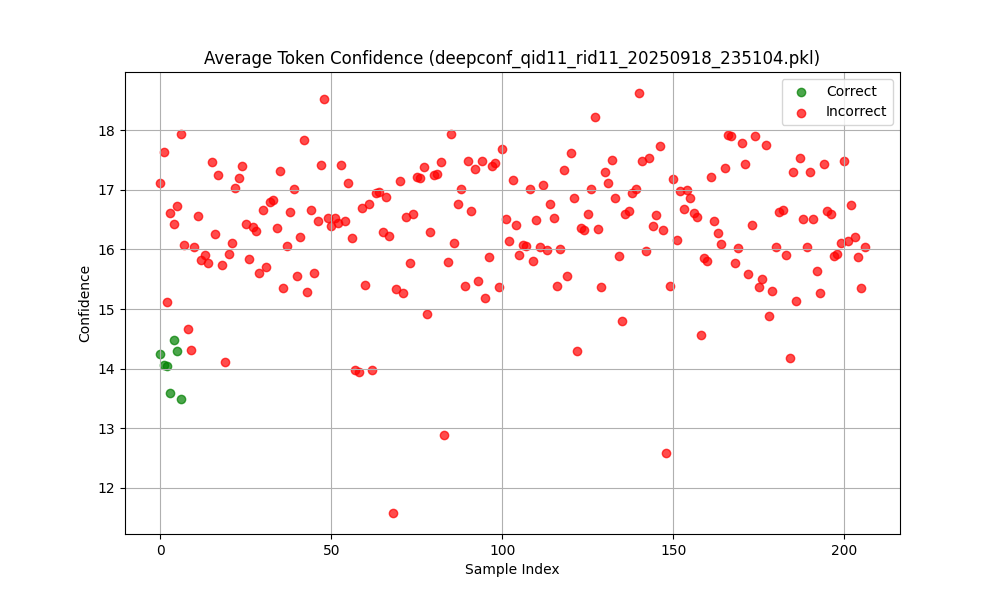 Average Token Confidence (deepconf_qid11_rid11_20250918_235104.pkl)
Correct
Incorrect
18
17
16
15
14
13
12
Confidence
0 50 100 150 200
Sample Index